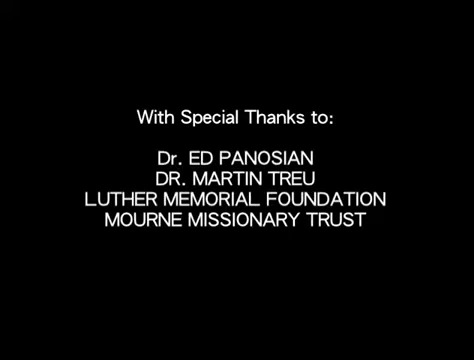 With Special Thanks to:
Dr. ED PANOSIAN
DR. MARTIN TREU
LUTHER MEMORIAL FOUNDATION
MOURNE MISSIONARY TRUST